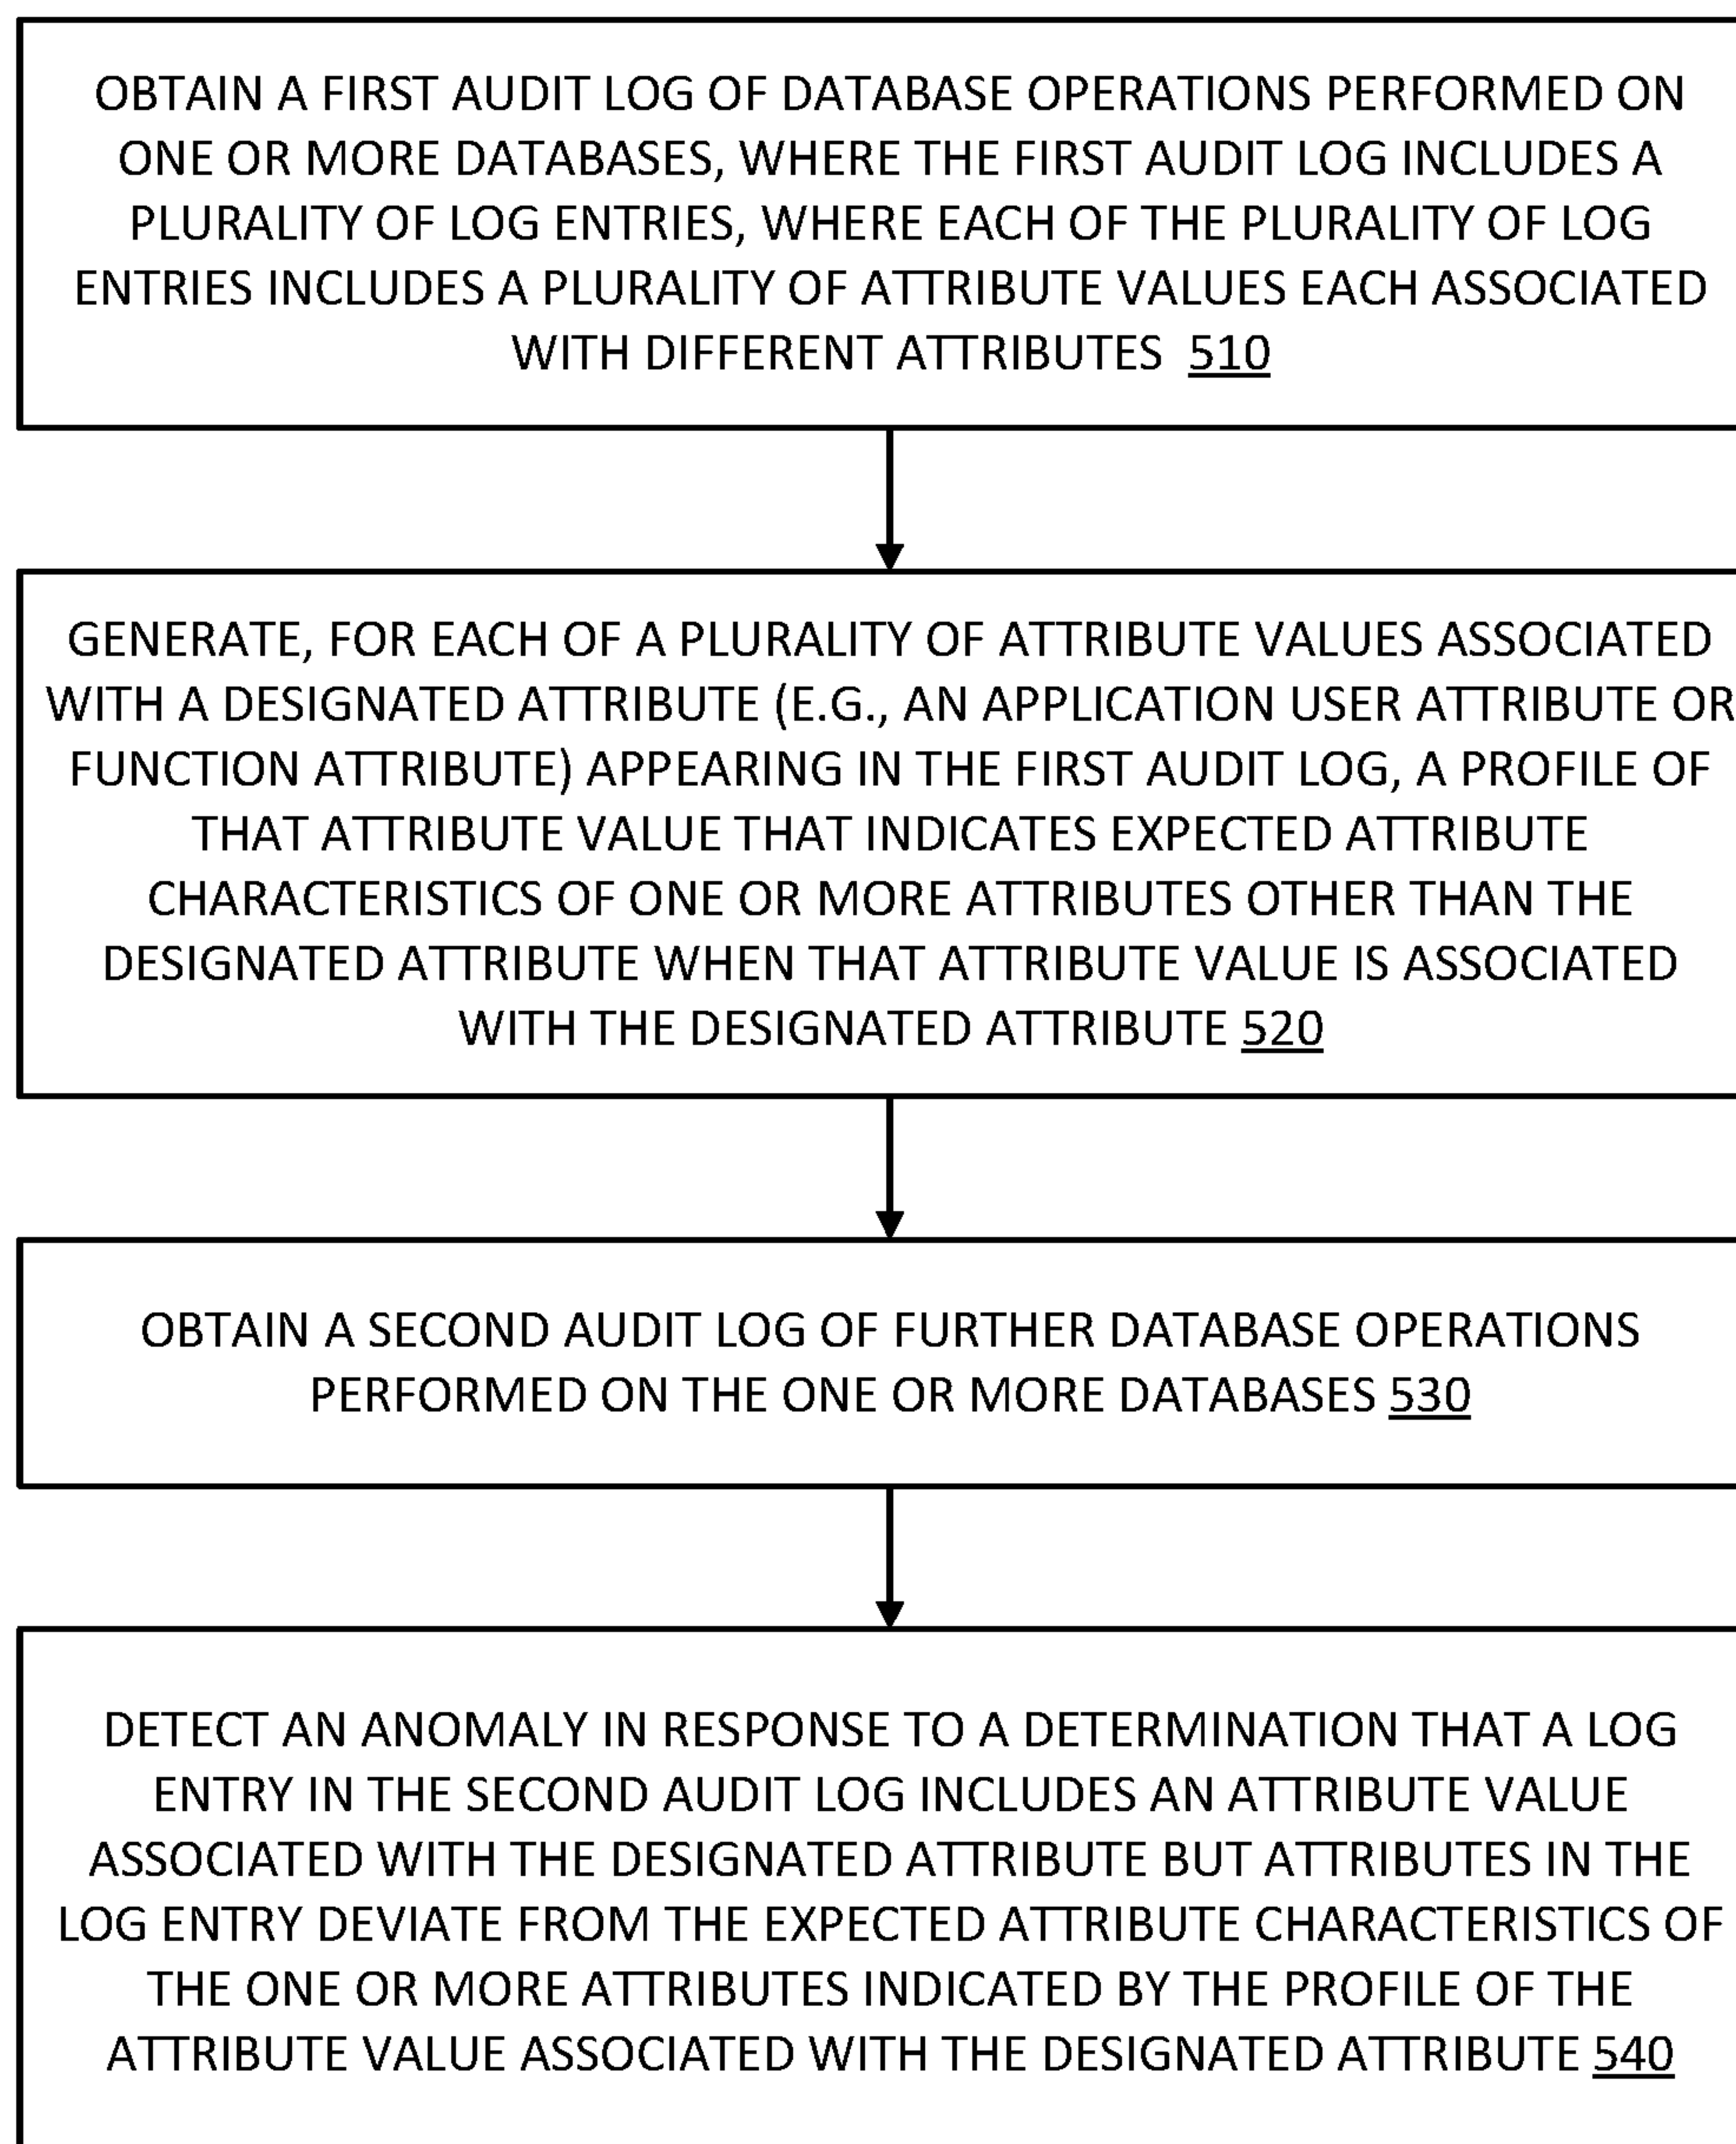 OBTAIN A FIRST AUDIT LOG OF DATABASE OPERATIONS PERFORMED ON
ONE OR MORE DATABASES, WHERE THE FIRST AUDIT LOG INCLUDES A
PLURALITY OF LOG ENTRIES, WHERE EACH OF THE PLURALITY OF LOG
ENTRIES INCLUDES A PLURALITY OF ATTRIBUTE VALUES EACH ASSOCIATED
WITH DIFFERENT ATTRIBUTES 510
GENERATE, FOR EACH OF A PLURALITY OF ATTRIBUTE VALUES ASSOCIATED
WITH A DESIGNATED ATTRIBUTE (E.G., AN APPLICATION USER ATTRIBUTE OR
FUNCTION ATTRIBUTE) APPEARING IN THE FIRST AUDIT LOG, A PROFILE OF
THAT ATTRIBUTE VALUE THAT INDICATES EXPECTED ATTRIBUTE
CHARACTERISTICS OF ONE OR MORE ATTRIBUTES OTHER THAN THE
DESIGNATED ATTRIBUTE WHEN THAT ATTRIBUTE VALUE IS ASSOCIATED
WITH THE DESIGNATED ATTRIBUTE 520
OBTAIN A SECOND AUDIT LOG OF FURTHER DATABASE OPERATIONS
PERFORMED ON THE ONE OR MORE DATABASES 530
DETECT AN ANOMALY IN RESPONSE TO A DETERMINATION THAT A LOG
ENTRY IN THE SECOND AUDIT LOG INCLUDES AN ATTRIBUTE VALUE
ASSOCIATED WITH THE DESIGNATED ATTRIBUTE BUT ATTRIBUTES IN THE
LOG ENTRY DEVIATE FROM THE EXPECTED ATTRIBUTE CHARACTERISTICS OF
THE ONE OR MORE ATTRIBUTES INDICATED BY THE PROFILE OF THE
ATTRIBUTE VALUE ASSOCIATED WITH THE DESIGNATED ATTRIBUTE 540